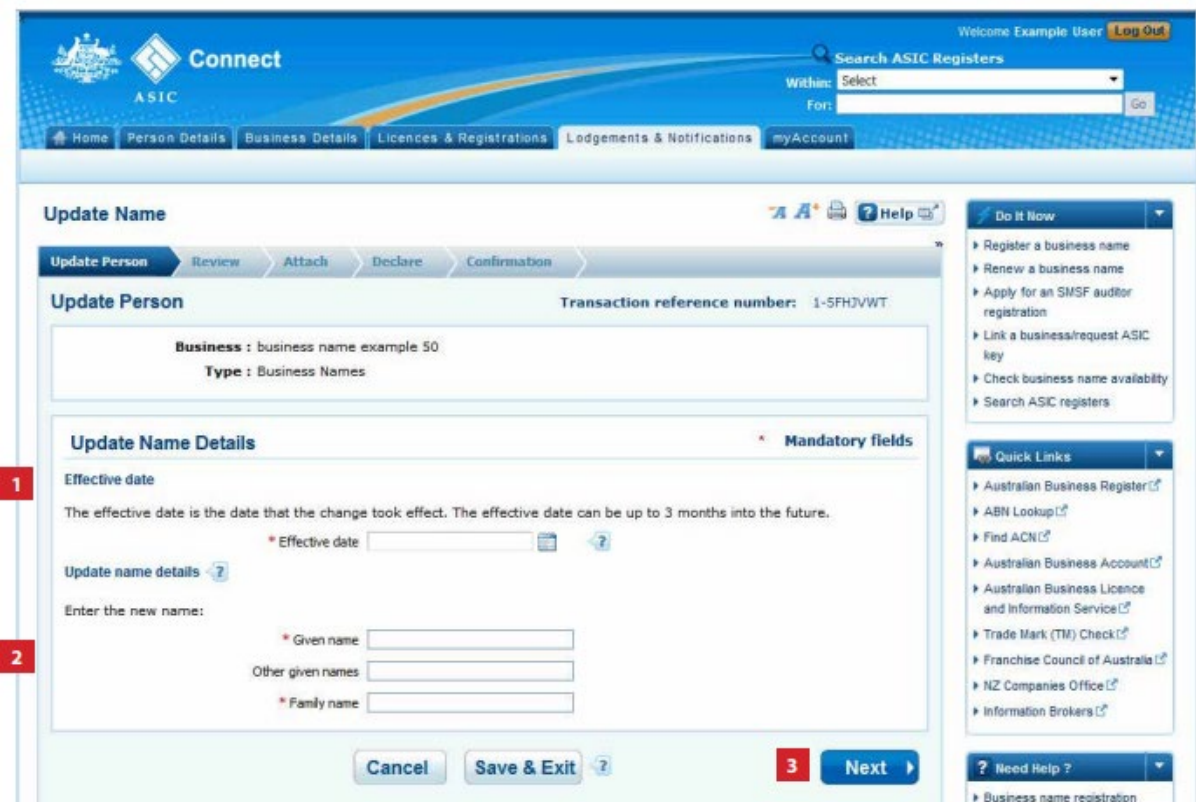 Welcome Example User Log Out
Connect
ASIC
Search ASIC Registers
Within: Select
For: Go
Home Person Details Business Details Licences & Registrations Lodgements & Notifications myAccount
Update Name
A A+ Help
Update Person Review Attach Declare Confirmation
»
Update Person
Transaction reference number: 1-5FHJVWT
Business : business name example 50
Type : Business Names
Update Name Details
* Mandatory fields
1
Effective date
The effective date is the date that the change took effect. The effective date can be up to 3 months into the future.
* Effective date ?
Update name details ?
Enter the new name:
* Given name
2
Other given names
* Family name
Cancel Save & Exit ?
3 Next
Do It Now
Register a business name
Renew a business name
Apply for an SMSF auditor
registration
Link a business/request ASIC
key
Check business name availability
Search ASIC registers
Quick Links
Australian Business Register
ABN Lookup
Find ACN
Australian Business Account
Australian Business Licence
and Information Service
Trade Mark (TM) Check
Franchise Council of Australia
NZ Companies Office
Information Brokers
? Need Help ?
Business name registration